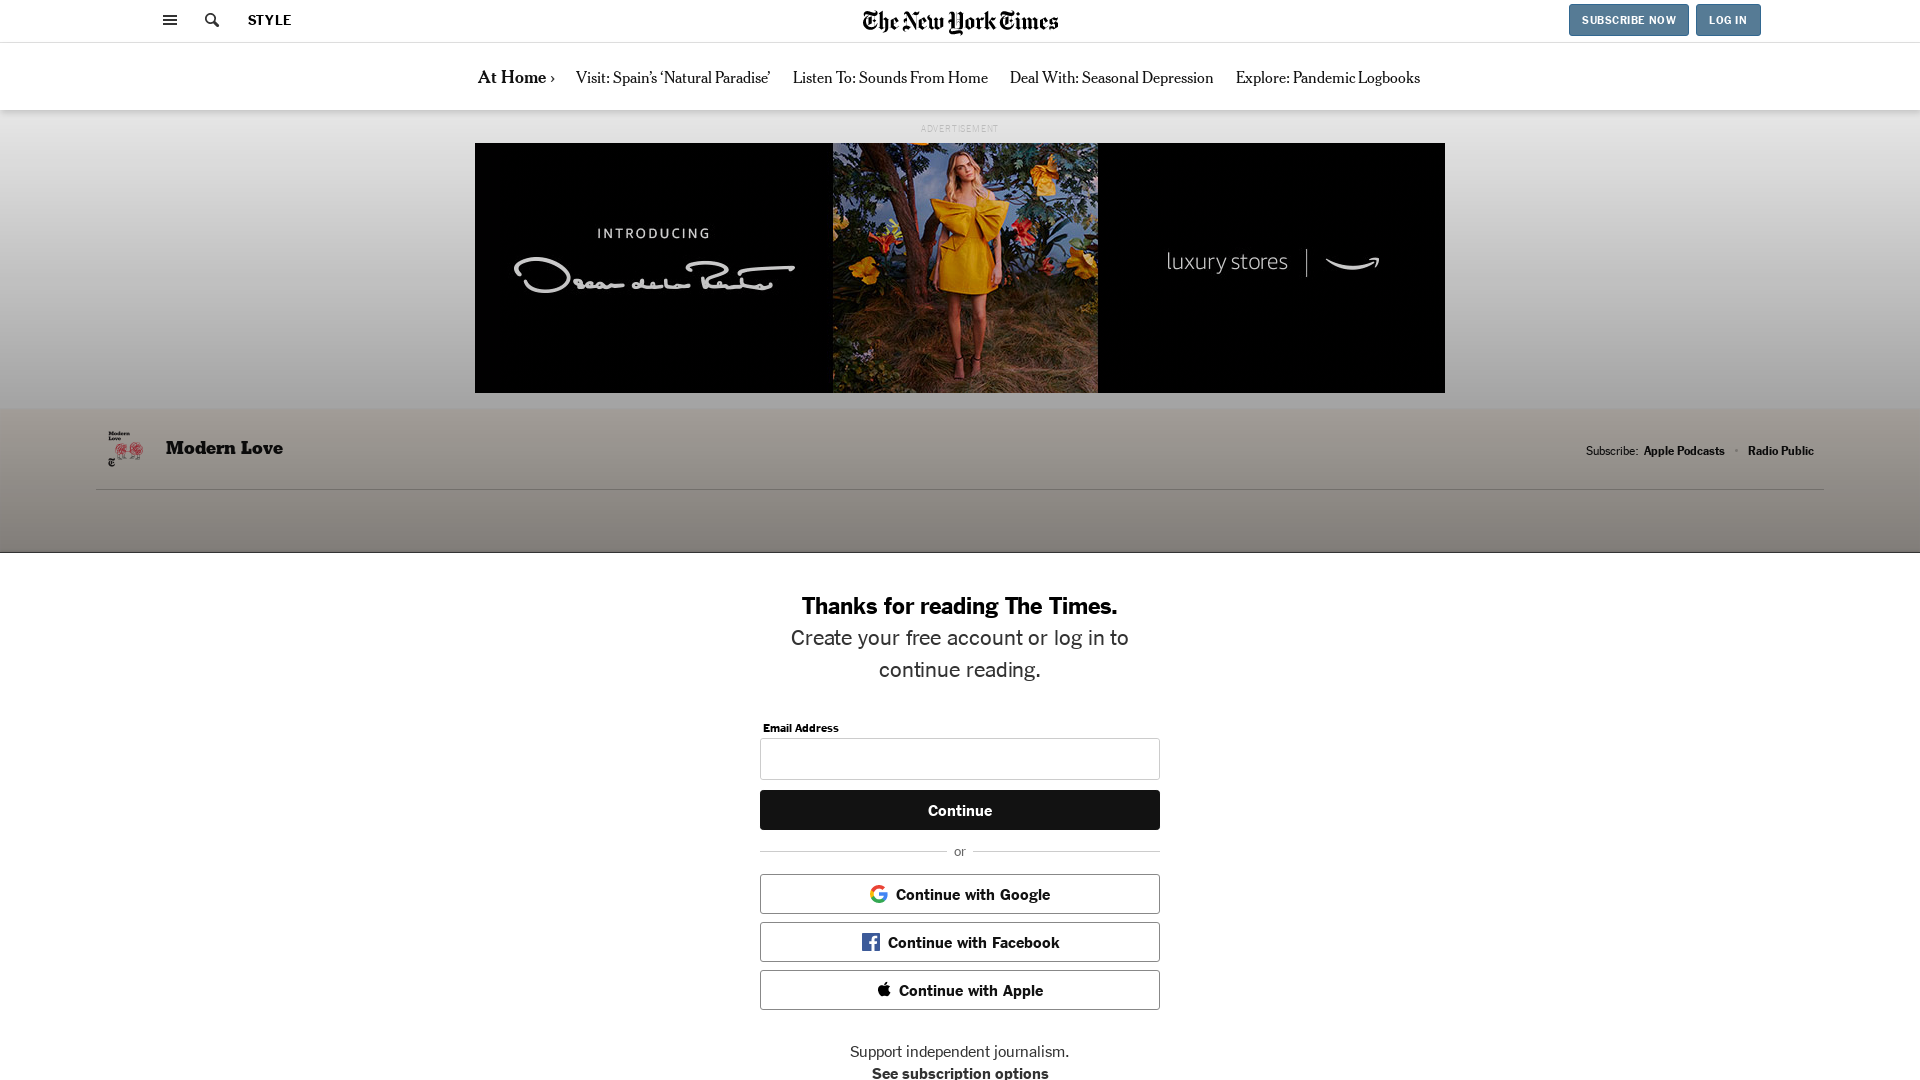 STYLE
The New York Times
SUBSCRIBE NOW
LOG IN
At Home ›
Visit: Spain's ‘Natural Paradise’
Listen To: Sounds From Home
Deal With: Seasonal Depression
Explore: Pandemic Logbooks
ADVERTISEMENT
INTRODUCING
Oscar de la Renta
luxury stores
Modern Love
Modern Love
Subscribe: Apple Podcasts • Radio Public
Thanks for reading The Times.
Create your free account or log in to
continue reading.
Email Address
Continue
or
Continue with Google
Continue with Facebook
Continue with Apple
Support independent journalism.
See subscription options